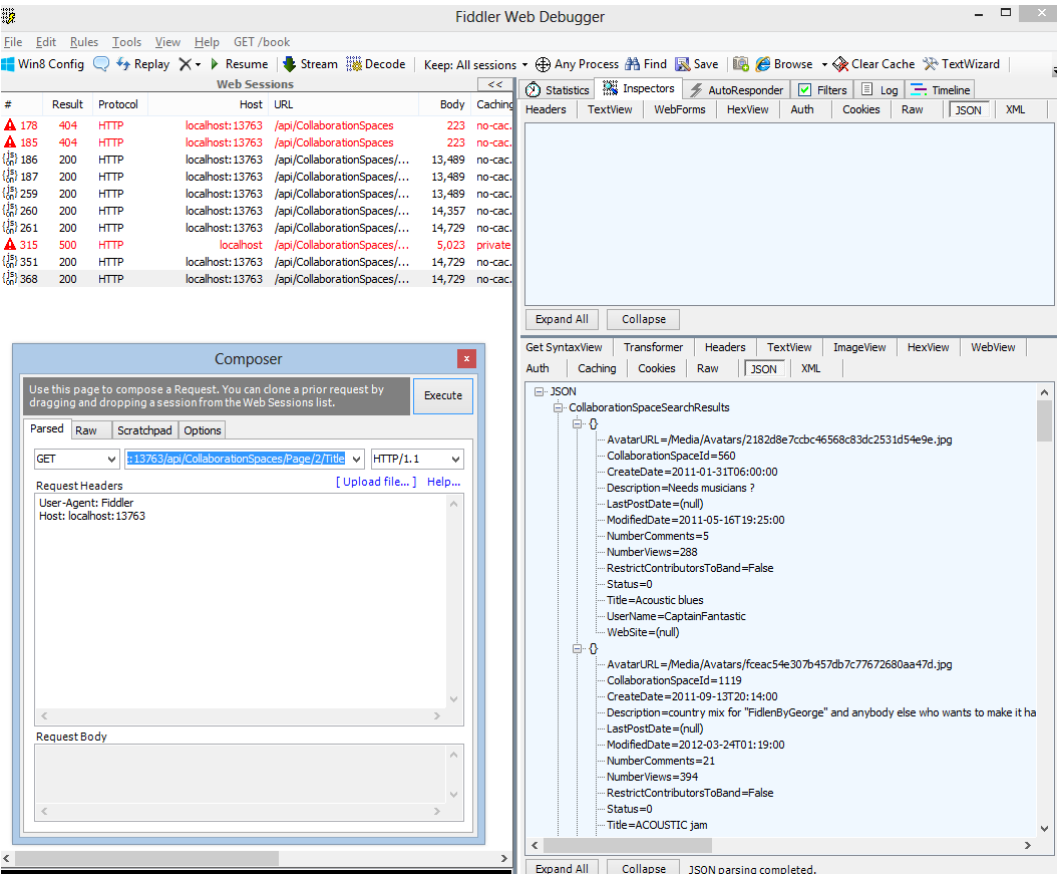 Fiddler Web Debugger
File Edit Rules Tools View Help GET /book
Win8 Config Replay Resume Stream Decode Keep: All sessions Any Process Find Save Browse Clear Cache TextWizard
Web Sessions <<
# Result Protocol Host URL Body Caching
178 404 HTTP localhost:13763 /api/CollaborationSpaces 223 no-cac.
185 404 HTTP localhost:13763 /api/CollaborationSpaces 223 no-cac.
186 200 HTTP localhost:13763 /api/CollaborationSpaces/... 13,489 no-cac.
187 200 HTTP localhost:13763 /api/CollaborationSpaces/... 13,489 no-cac.
259 200 HTTP localhost:13763 /api/CollaborationSpaces/... 13,489 no-cac.
260 200 HTTP localhost:13763 /api/CollaborationSpaces/... 14,357 no-cac.
261 200 HTTP localhost:13763 /api/CollaborationSpaces/... 14,729 no-cac.
315 500 HTTP localhost /api/CollaborationSpaces/... 5,023 private
351 200 HTTP localhost:13763 /api/CollaborationSpaces/... 14,729 no-cac.
368 200 HTTP localhost:13763 /api/CollaborationSpaces/... 14,729 no-cac.
Composer x
Use this page to compose a Request. You can clone a prior request by
dragging and dropping a session from the Web Sessions list.
Execute
Parsed Raw Scratchpad Options
GET t:13763/api/CollaborationSpaces/Page/2/Title HTTP/1.1
Request Headers [ Upload file... ] Help...
User-Agent: Fiddler
Host: localhost:13763
Request Body
Statistics Inspectors AutoResponder Filters Log Timeline
Headers TextView WebForms HexView Auth Cookies Raw JSON XML
Expand All Collapse
Get SyntaxView Transformer Headers TextView ImageView HexView WebView
Auth Caching Cookies Raw JSON XML
JSON
CollaborationSpaceSearchResults
{}
AvatarURL=/Media/Avatars/2182d8e7ccbc46568c83dc2531d54e9e.jpg
CollaborationSpaceId=560
CreateDate=2011-01-31T06:00:00
Description=Needs musicians ?
LastPostDate=(null)
ModifiedDate=2011-05-16T19:25:00
NumberComments=5
NumberViews=288
RestrictContributorsToBand=False
Status=0
Title=Acoustic blues
UserName=CaptainFantastic
WebSite=(null)
{}
AvatarURL=/Media/Avatars/fceac54e307b457db7c77672680aa47d.jpg
CollaborationSpaceId=1119
CreateDate=2011-09-13T20:14:00
Description=country mix for "FidlenByGeorge" and anybody else who wants to make it ha
LastPostDate=(null)
ModifiedDate=2012-03-24T01:19:00
NumberComments=21
NumberViews=394
RestrictContributorsToBand=False
Status=0
Title=ACOUSTIC jam
Expand All Collapse JSON parsing completed.